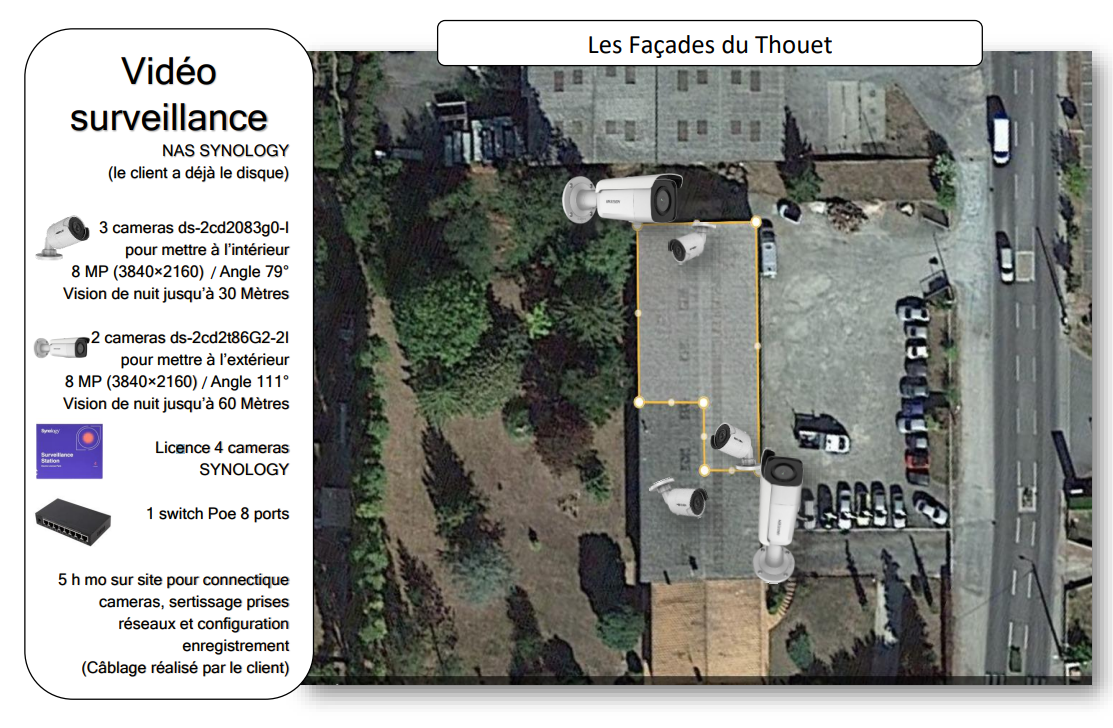 Les Façades du Thouet
Vidéo
surveillance
NAS SYNOLOGY
(le client a déjà le disque)
3 cameras ds-2cd2083g0-I
pour mettre à l'intérieur
8 MP (3840×2160) / Angle 79°
Vision de nuit jusqu'à 30 Mètres
2 cameras ds-2cd2t86G2-2I
pour mettre à l'extérieur
8 MP (3840×2160) / Angle 111°
Vision de nuit jusqu'à 60 Mètres
Synology
Surveillance
Station
Licence 4 cameras
SYNOLOGY
1 switch Poe 8 ports
5 h mo sur site pour connectique
cameras, sertissage prises
réseaux et configuration
enregistrement
(Câblage réalisé par le client)